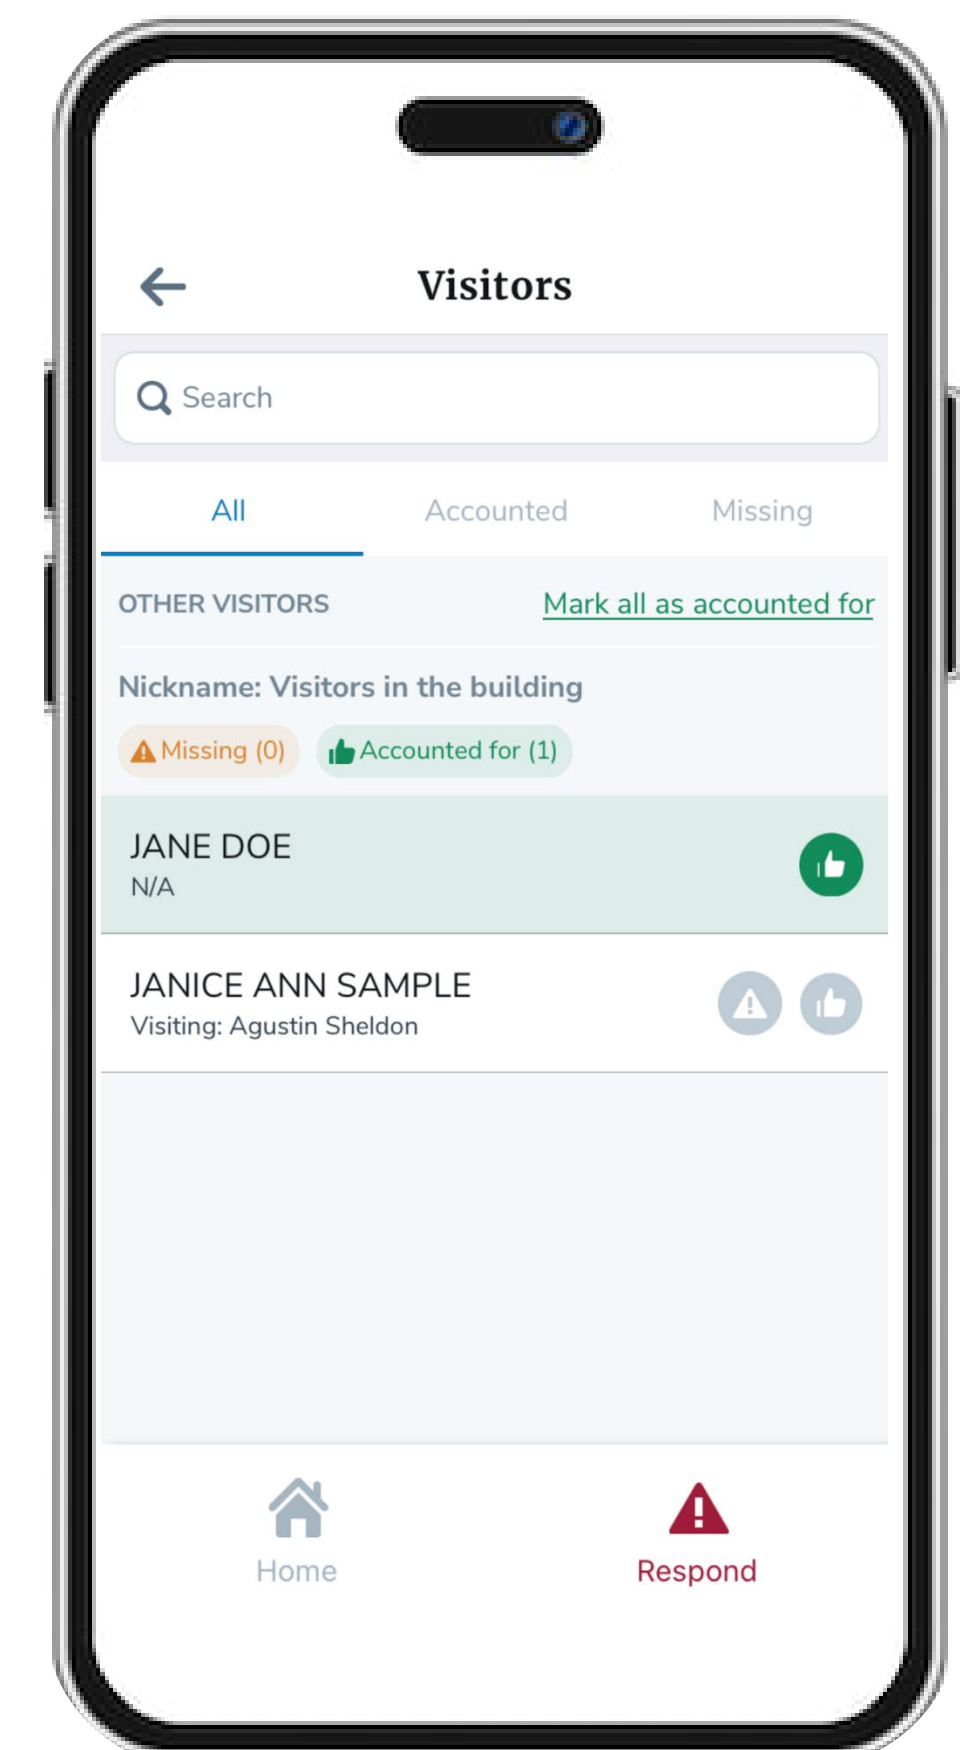 Visitors
Search
All Accounted Missing
OTHER VISITORS Mark all as accounted for
Nickname: Visitors in the building
Missing (0) Accounted for (1)
JANE DOE
N/A
JANICE ANN SAMPLE
Visiting: Agustin Sheldon
Home Respond